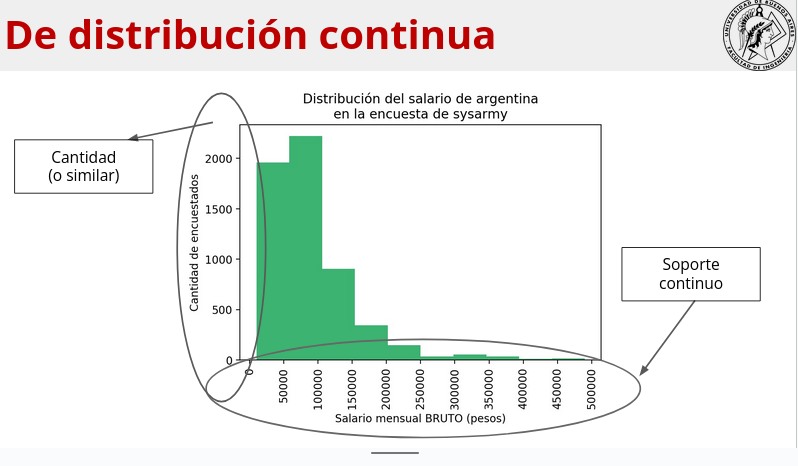 De distribución continua
UNIVERSIDAD DE BUENOS AIRES
FACULTAD DE INGENIERIA
Distribución del salario de argentina
en la encuesta de sysarmy
Cantidad
(o similar)
Cantidad de encuestados
2000
1500
1000
500
0
Soporte
continuo
0
50000
100000
150000
200000
250000
300000
350000
400000
450000
500000
Salario mensual BRUTO (pesos)